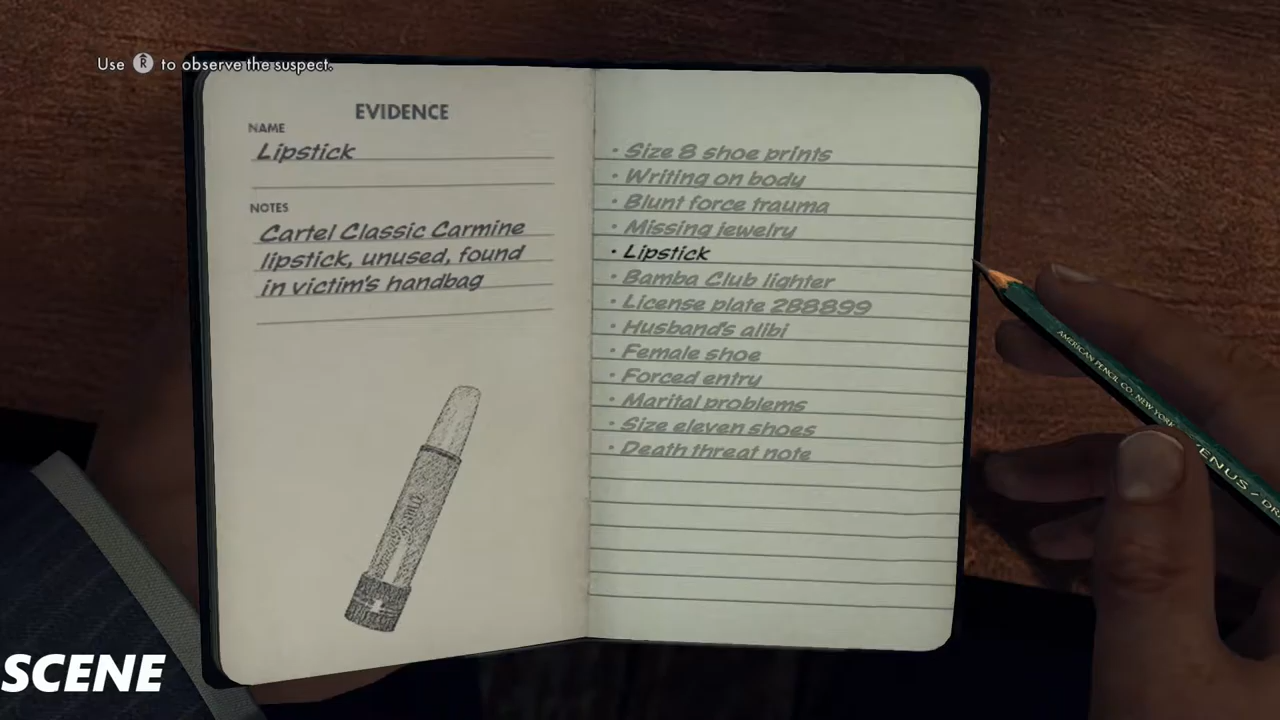 Use R to observe the suspect.
EVIDENCE
NAME
Lipstick
NOTES
Cartel Classic Carmine
lipstick, unused, found
in victim's handbag
• Size 8 shoe prints
• Writing on body
• Blunt force trauma
• Missing jewelry
• Lipstick
• Bamba Club lighter
• License plate 2B8899
• Husband's alibi
• Female shoe
• Forced entry
• Marital problems
• Size eleven shoes
• Death threat note
AMERICAN PENCIL CO. NEW YORK
VENUS / DR
SCENE